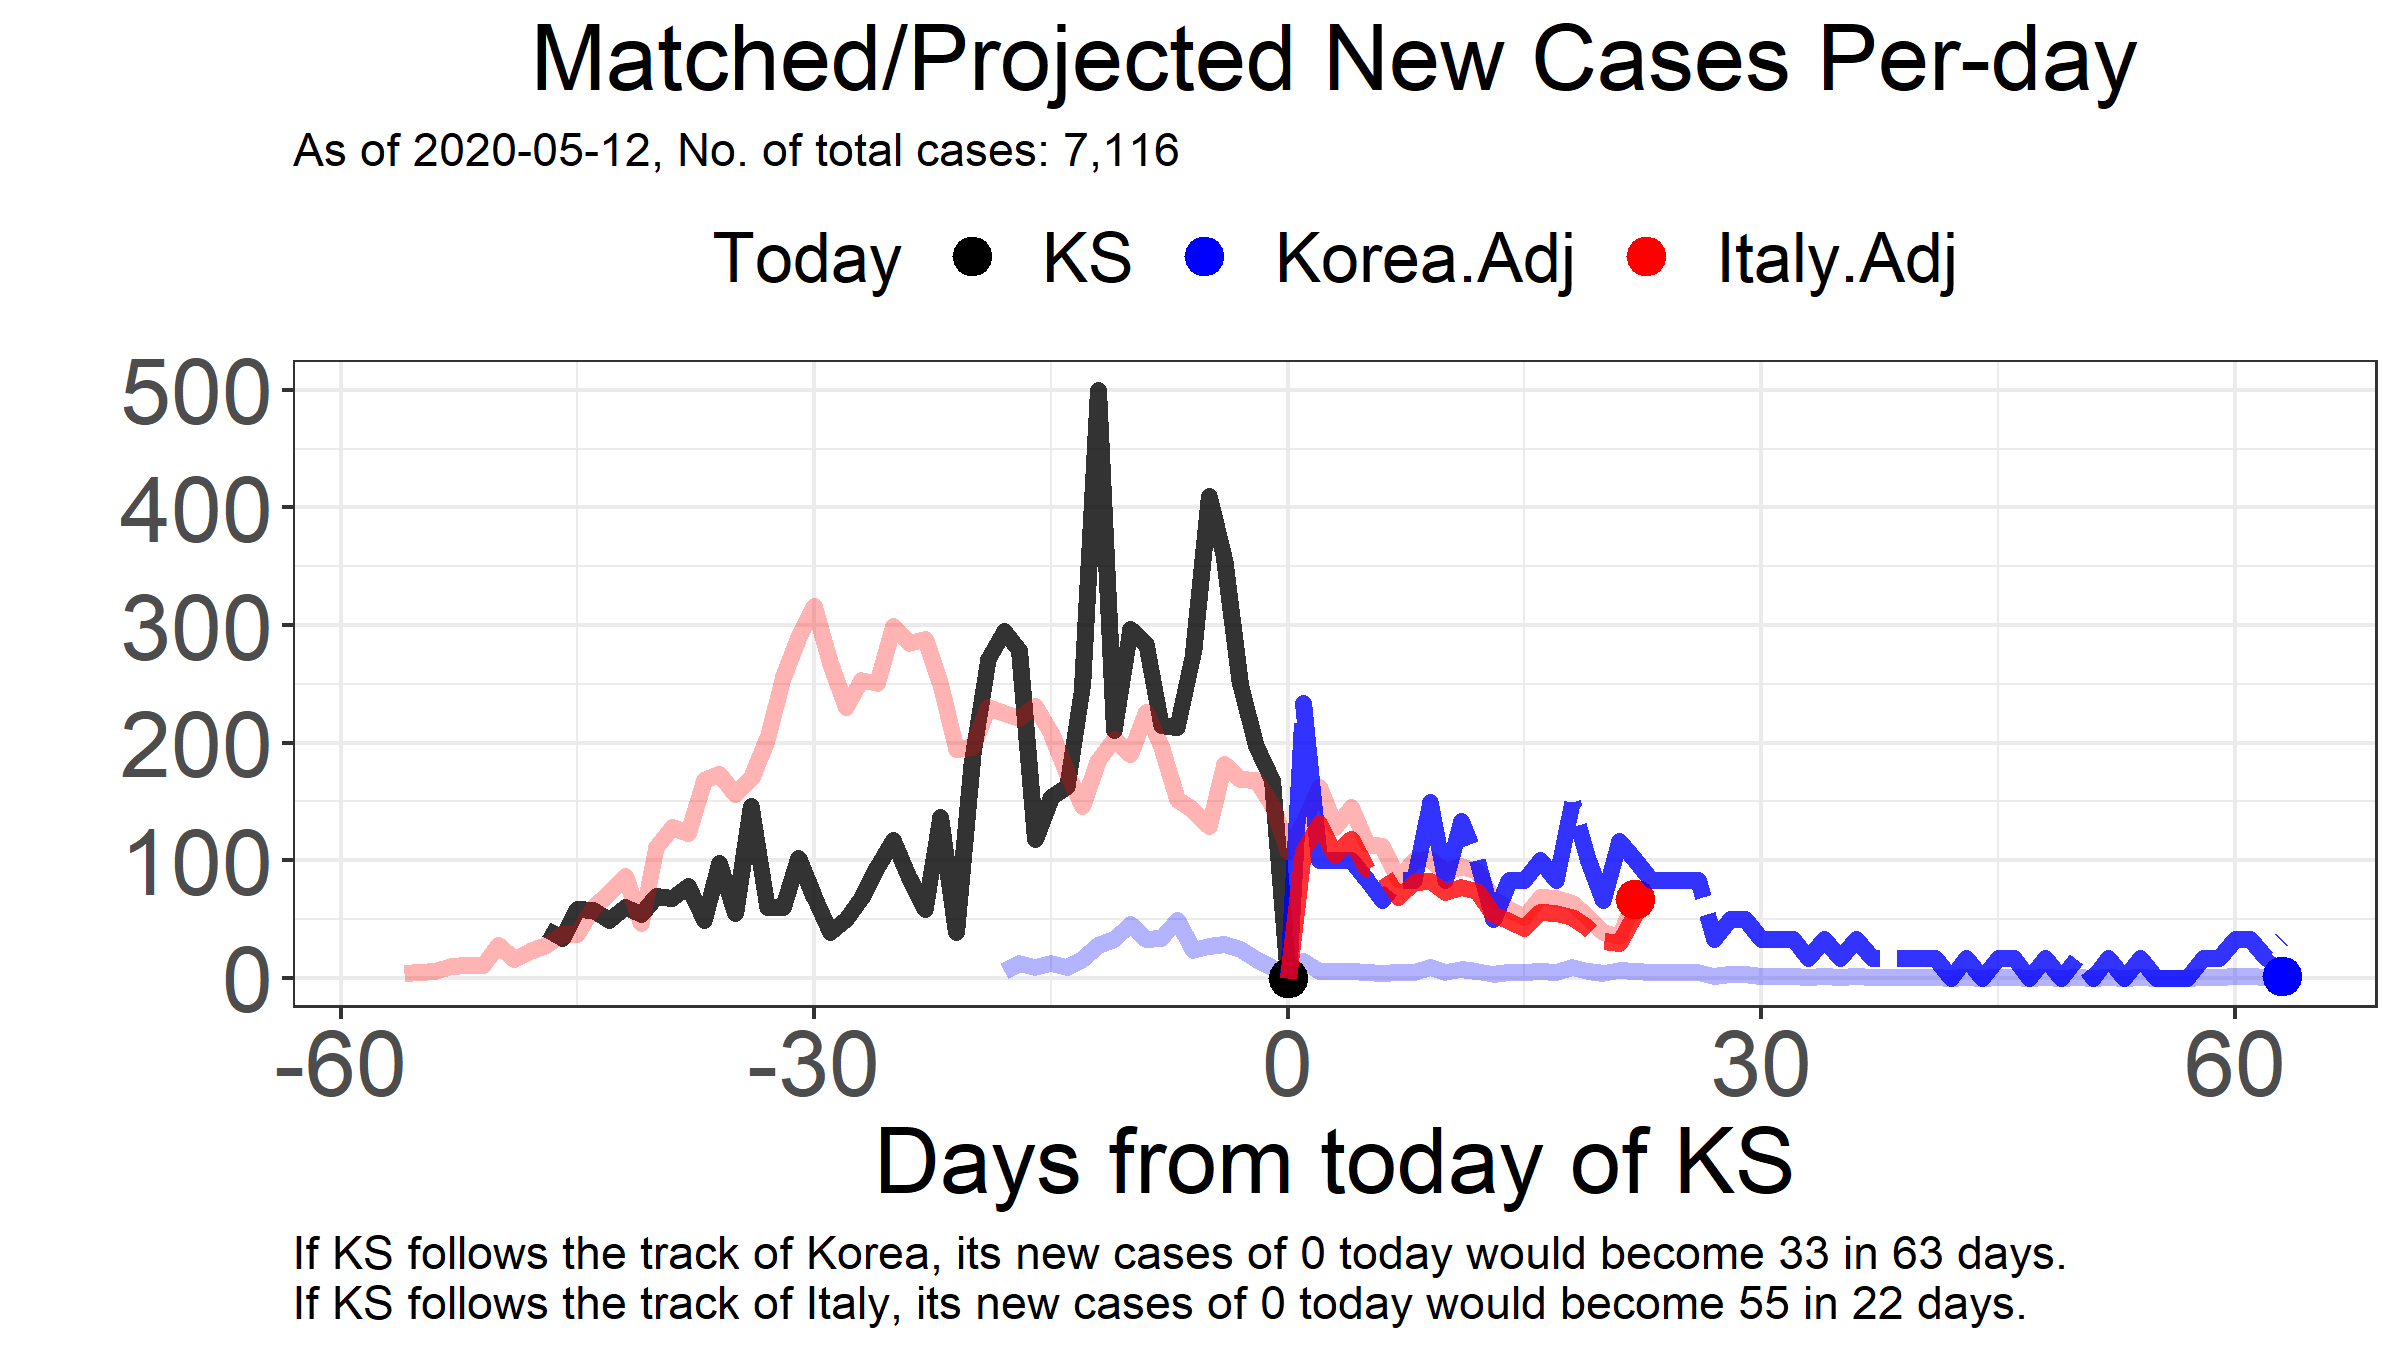 Matched/Projected New Cases Per-day
As of 2020-05-12, No. of total cases: 7,116
Today KS Korea.Adj Italy.Adj
500
400
300
200
100
0
-60 -30 0 30 60
Days from today of KS
If KS follows the track of Korea, its new cases of 0 today would become 33 in 63 days.
If KS follows the track of Italy, its new cases of 0 today would become 55 in 22 days.